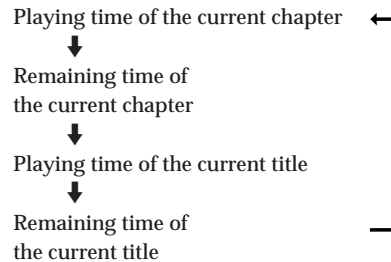 Playing time of the current chapter
Remaining time of
the current chapter
Playing time of the current title
Remaining time of
the current title